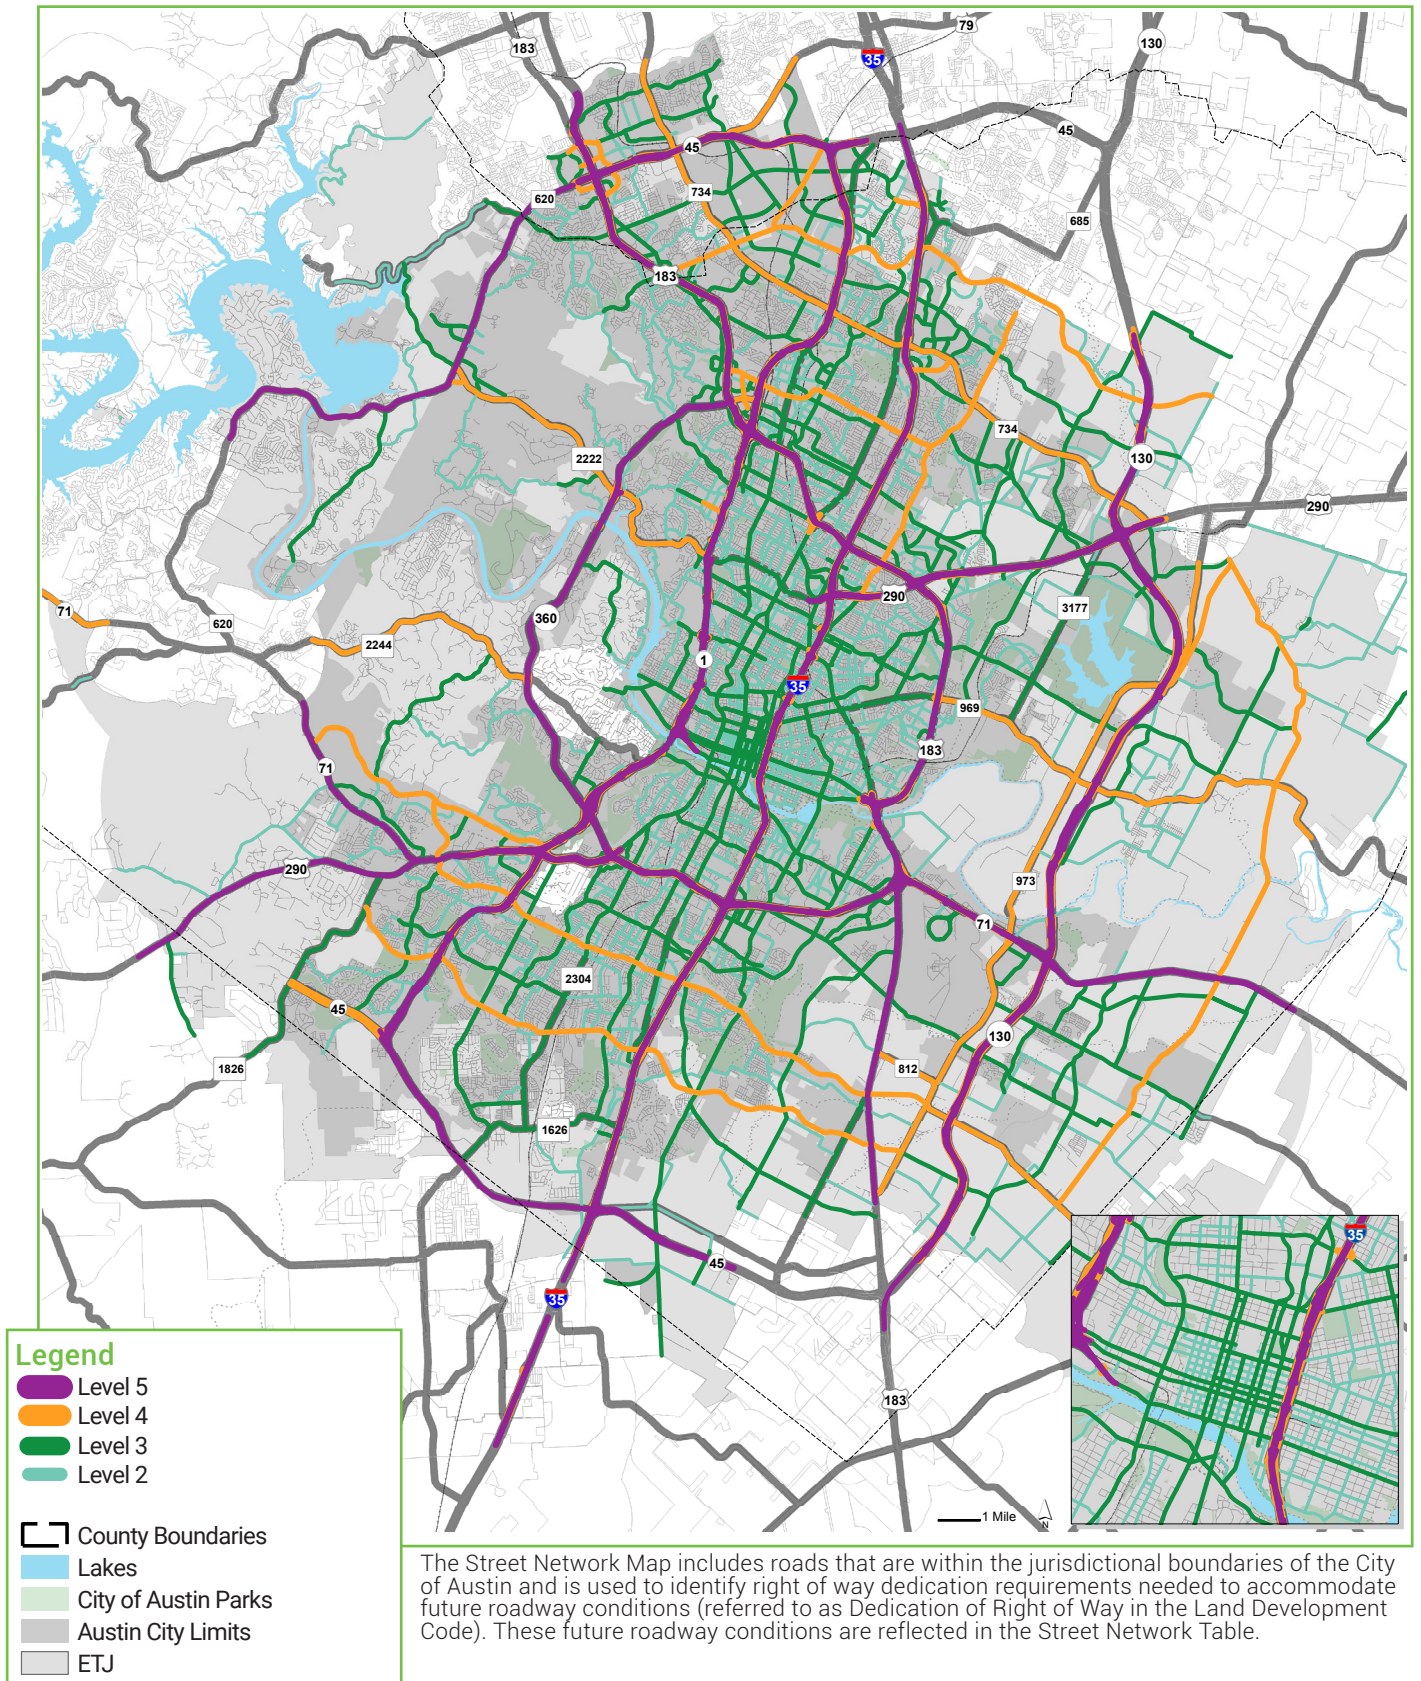 183
79
35
130
45
45
734
620
685
183
734
2222
130
290
71
620
2244
360
1
290
3177
35
969
183
71
290
973
71
2304
45
130
1826
812
1626
45
35
35
183
1 Mile
N
Legend
Level 5
Level 4
Level 3
Level 2
County Boundaries
Lakes
City of Austin Parks
Austin City Limits
ETJ
The Street Network Map includes roads that are within the jurisdictional boundaries of the City
of Austin and is used to identify right of way dedication requirements needed to accommodate
future roadway conditions (referred to as Dedication of Right of Way in the Land Development
Code). These future roadway conditions are reflected in the Street Network Table.